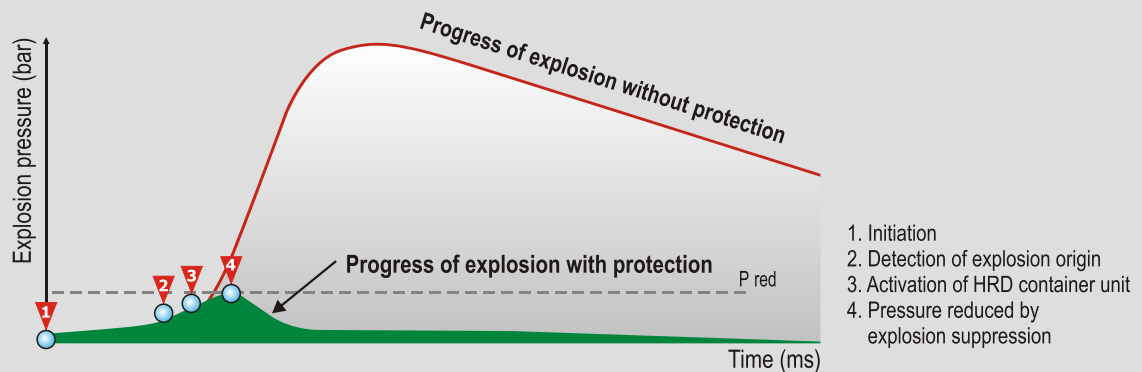 Explosion pressure (bar)
Progress of explosion without protection
1
2
3
4
Progress of explosion with protection
P red
Time (ms)
1. Initiation
2. Detection of explosion origin
3. Activation of HRD container unit
4. Pressure reduced by
explosion suppression